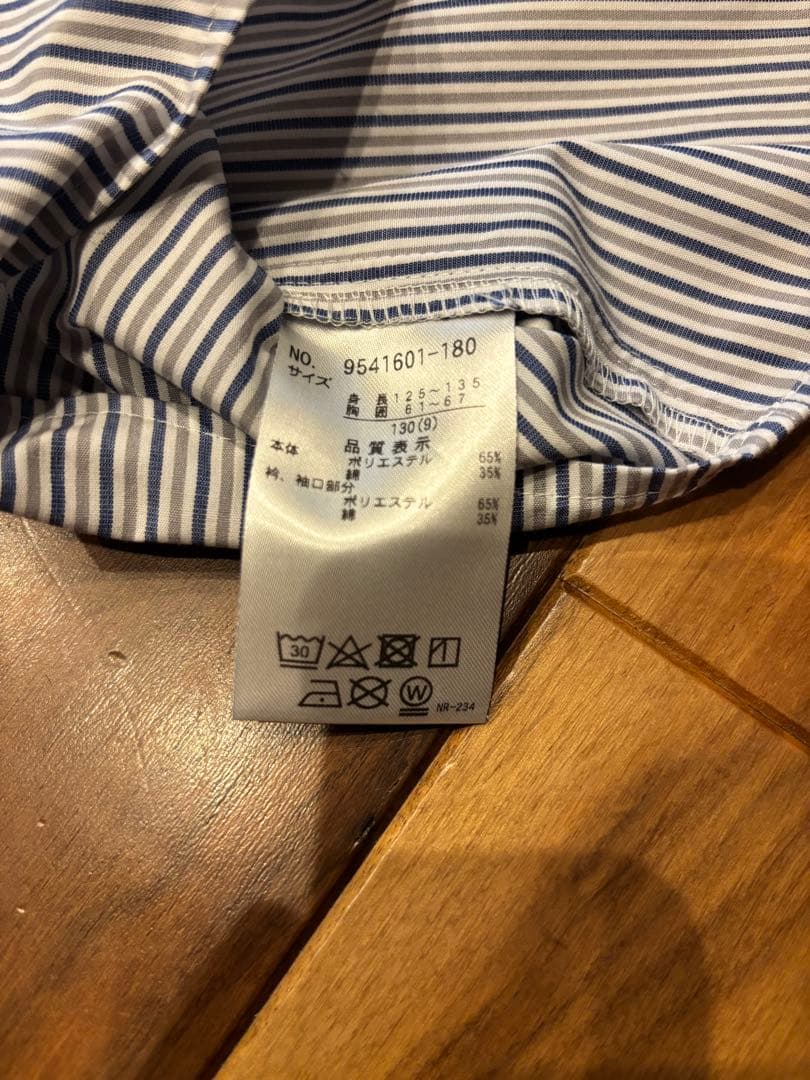 NO. 9541601-180
サイズ
身長125~135
胸囲 61~67
130(9)
品質表示
本体 ポリエステル 65%
綿 35%
衿、袖口部分
ポリエステル 65%
綿 35%
30
W
NR-234